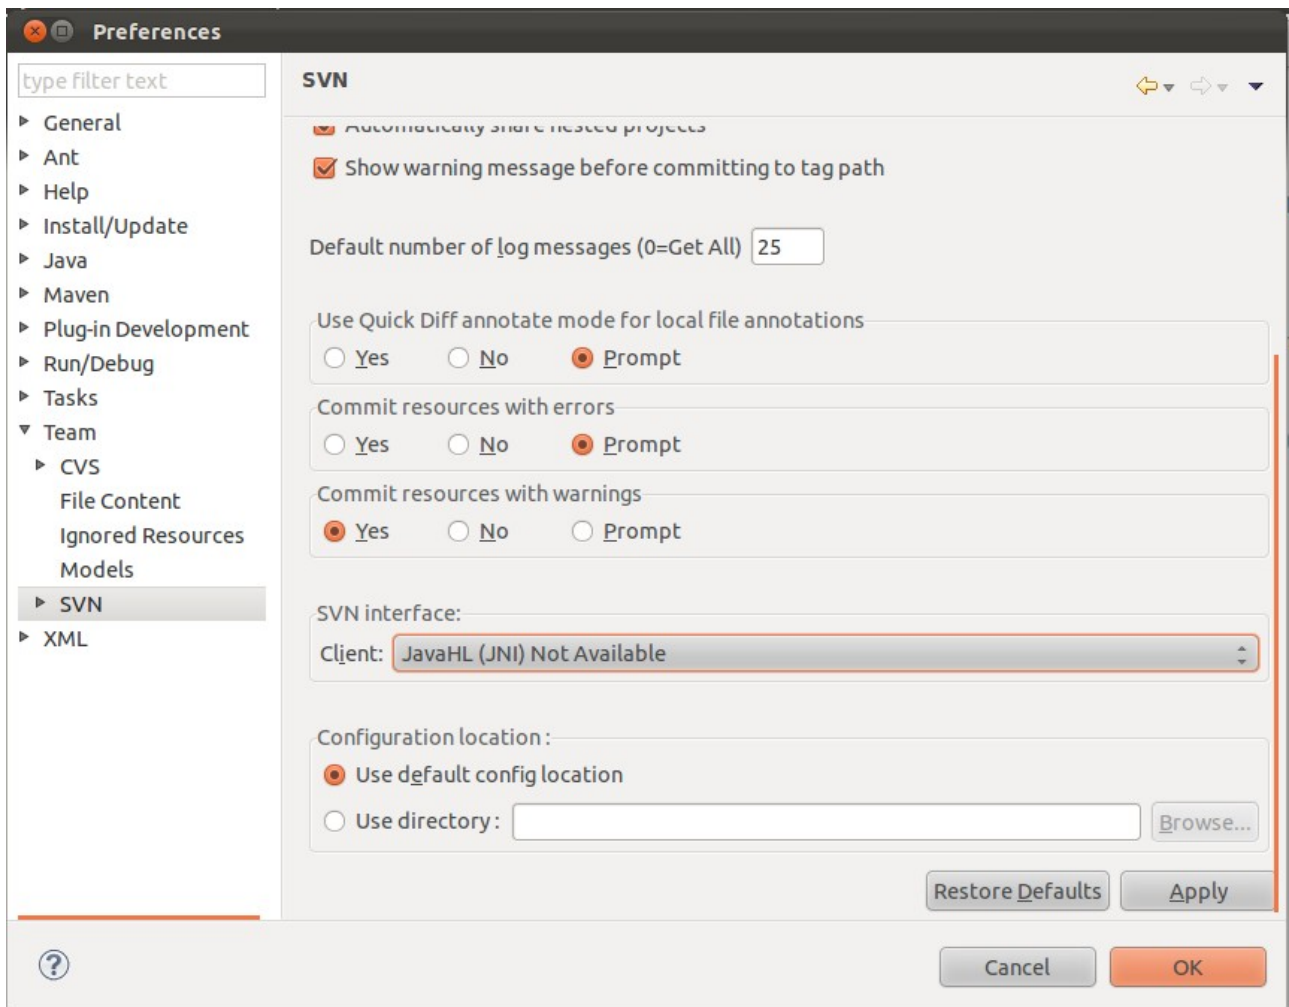 Preferences
type filter text
General
Ant
Help
Install/Update
Java
Maven
Plug-in Development
Run/Debug
Tasks
Team
CVS
File Content
Ignored Resources
Models
SVN
XML
SVN
Automatically share nested projects
Show warning message before committing to tag path
Default number of log messages (0=Get All) 25
Use Quick Diff annotate mode for local file annotations
Yes No Prompt
Commit resources with errors
Yes No Prompt
Commit resources with warnings
Yes No Prompt
SVN interface:
Client: JavaHL (JNI) Not Available
Configuration location :
Use default config location
Use directory : Browse...
Restore Defaults Apply
? Cancel OK